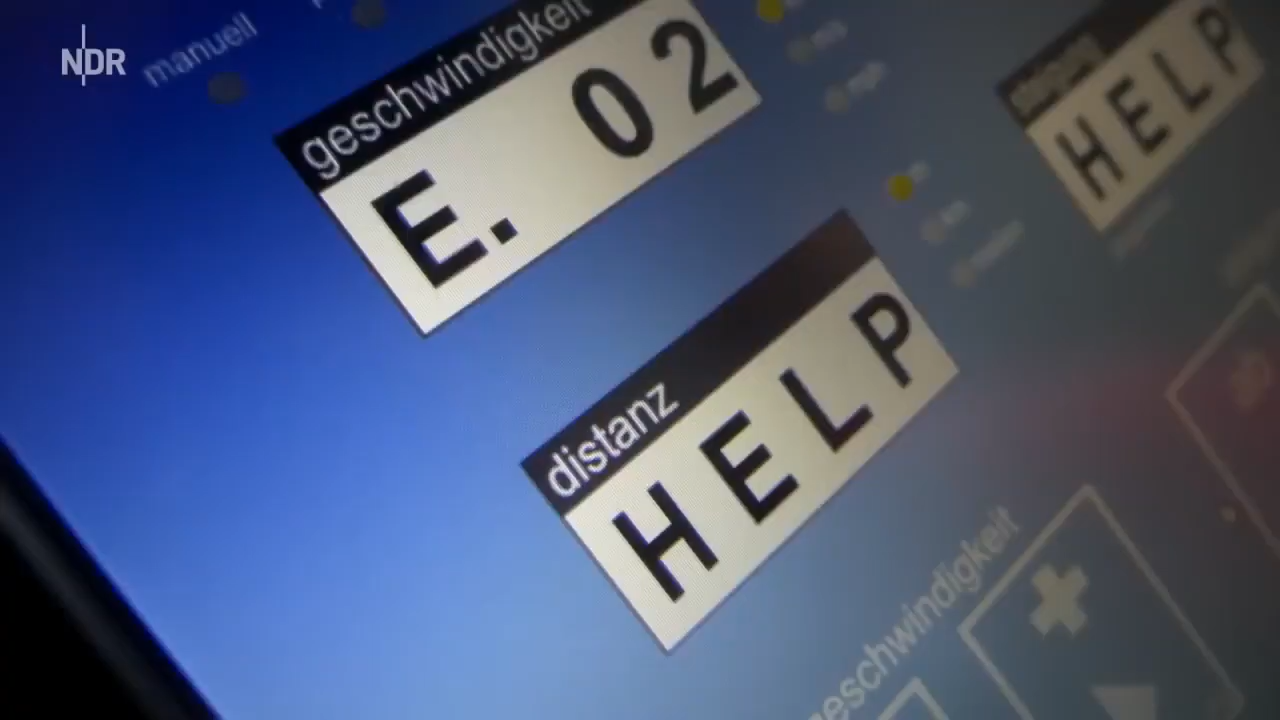 NDR
manuell
geschwindigkeit
E. 02
HELP
distanz
HELP
geschwindigkeit